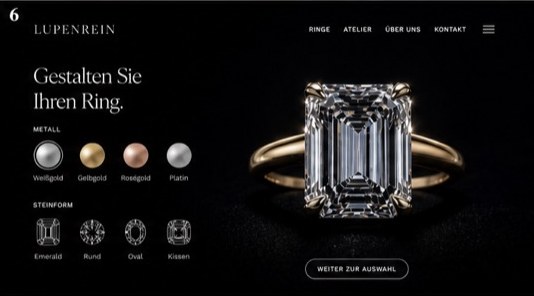 6
LUPENREIN
RINGE ATELIER ÜBER UNS KONTAKT
Gestalten Sie
Ihren Ring.
METALL
Weißgold Gelbgold Roségold Platin
STEINFORM
Emerald Rund Oval Kissen
WEITER ZUR AUSWAHL